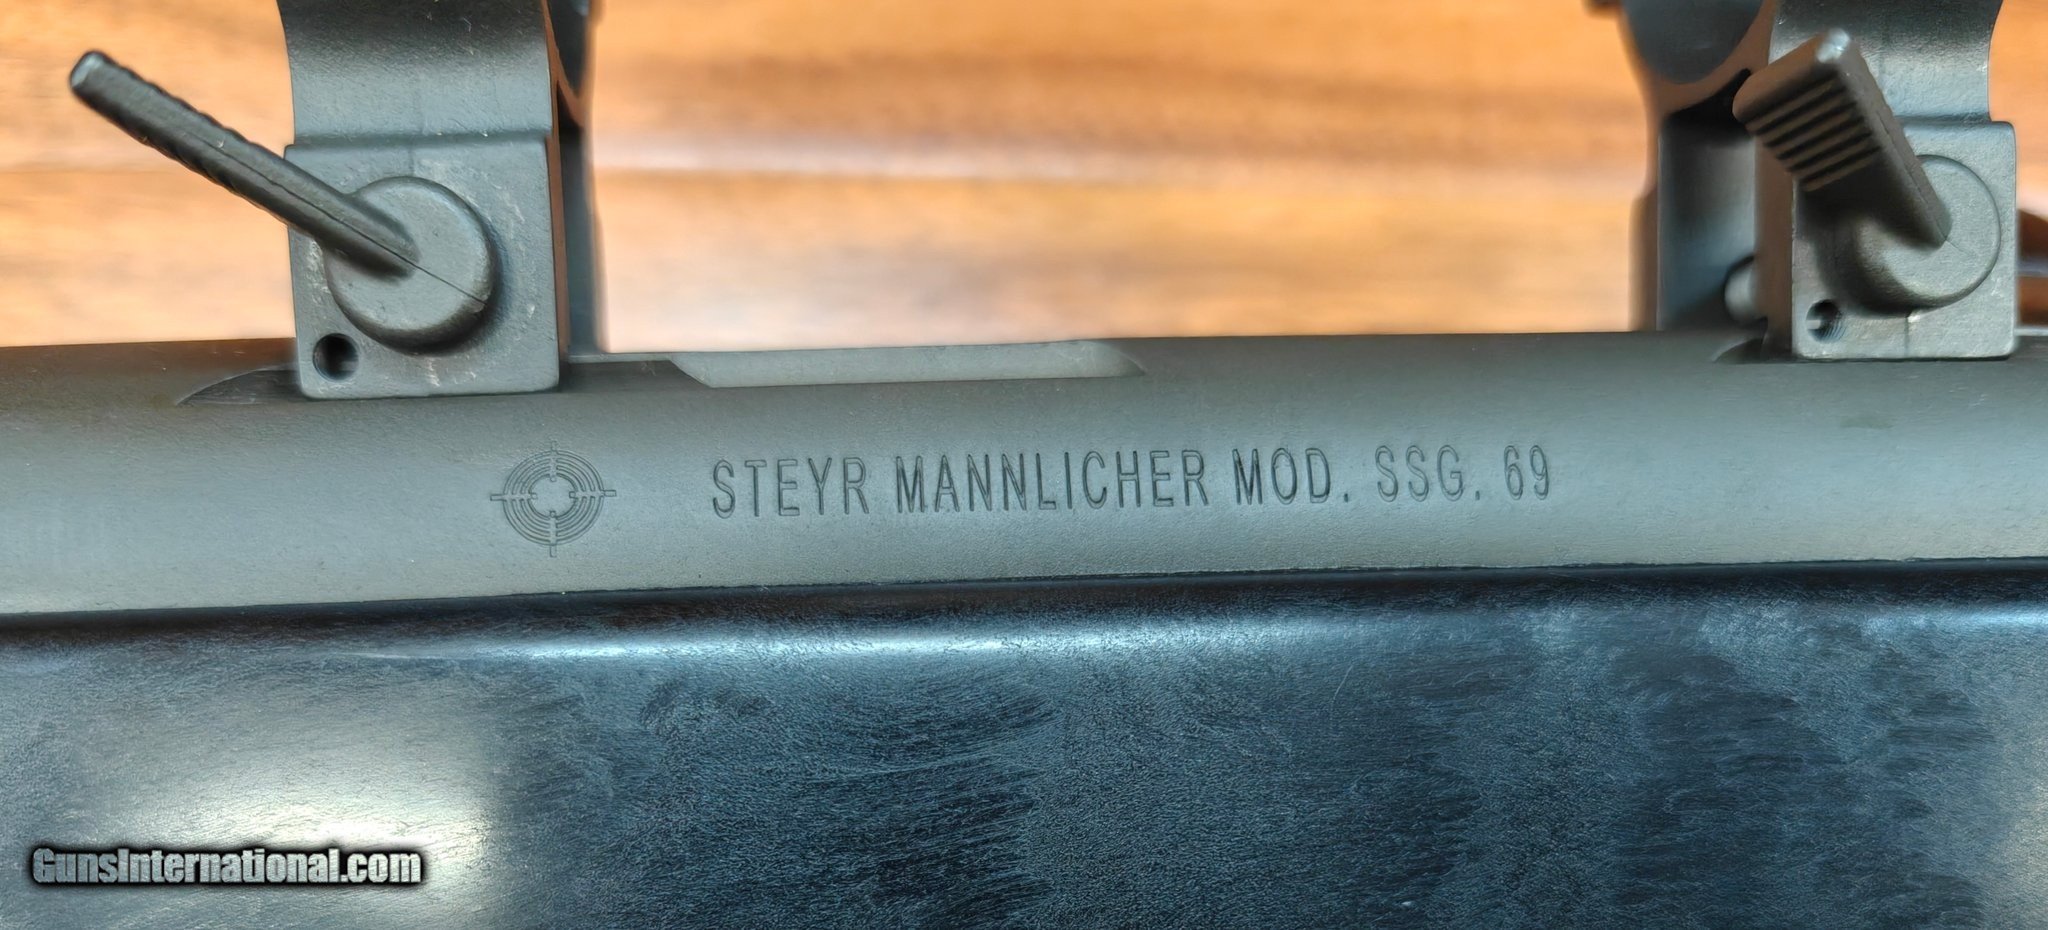 STEYR MANNLICHER MOD. SSG. 69
GunsInternational.com